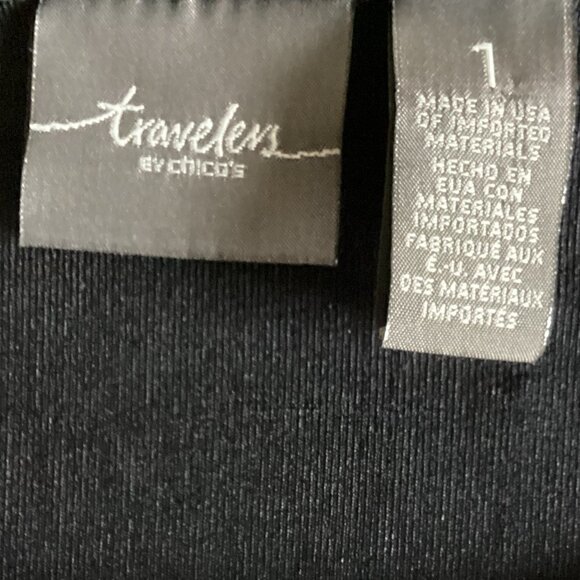 travelers
BY chico's
1
MADE IN USA
OF IMPORTED
MATERIALS
HECHO EN
EUA CON
MATERIALES
IMPORTADOS
FABRIQUÉ AUX
É.-U. AVEC
DES MATÉRIAUX
IMPORTÉS